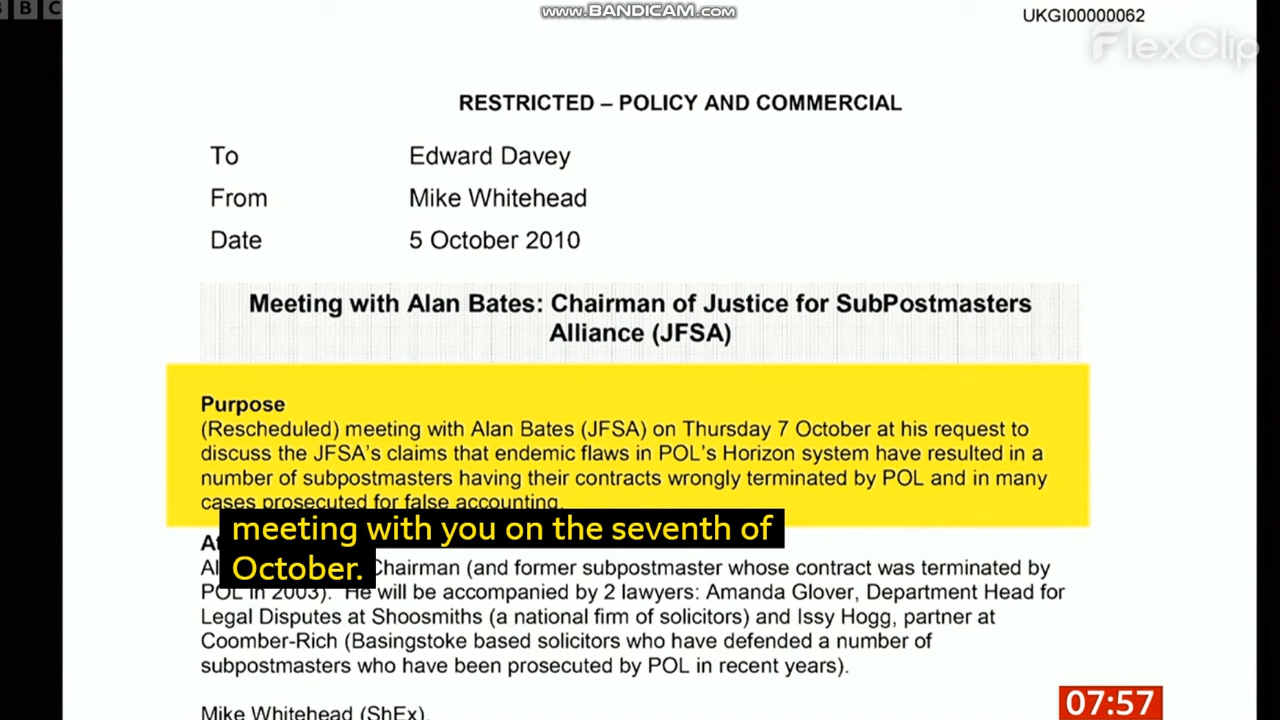 BBC
www.BANDICAM.com
UKGI00000062
FlexClip
RESTRICTED – POLICY AND COMMERCIAL
To Edward Davey
From Mike Whitehead
Date 5 October 2010
Meeting with Alan Bates: Chairman of Justice for SubPostmasters
Alliance (JFSA)
Purpose
(Rescheduled) meeting with Alan Bates (JFSA) on Thursday 7 October at his request to
discuss the JFSA's claims that endemic flaws in POL's Horizon system have resulted in a
number of subpostmasters having their contracts wrongly terminated by POL and in many
cases prosecuted for false accounting.
meeting with you on the seventh of
October.
Chairman (and former subpostmaster whose contract was terminated by
POL in 2003). He will be accompanied by 2 lawyers: Amanda Glover, Department Head for
Legal Disputes at Shoosmiths (a national firm of solicitors) and Issy Hogg, partner at
Coomber-Rich (Basingstoke based solicitors who have defended a number of
subpostmasters who have been prosecuted by POL in recent years).
Mike Whitehead (ShEx).
07:57